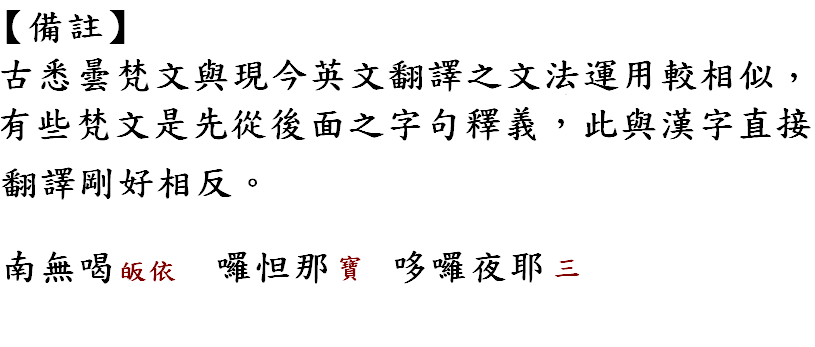 【備註】
古悉曇梵文與現今英文翻譯之文法運用較相似，
有些梵文是先從後面之字句釋義，此與漢字直接
翻譯剛好相反。
南無喝皈依 囉怛那寶 哆囉夜耶三